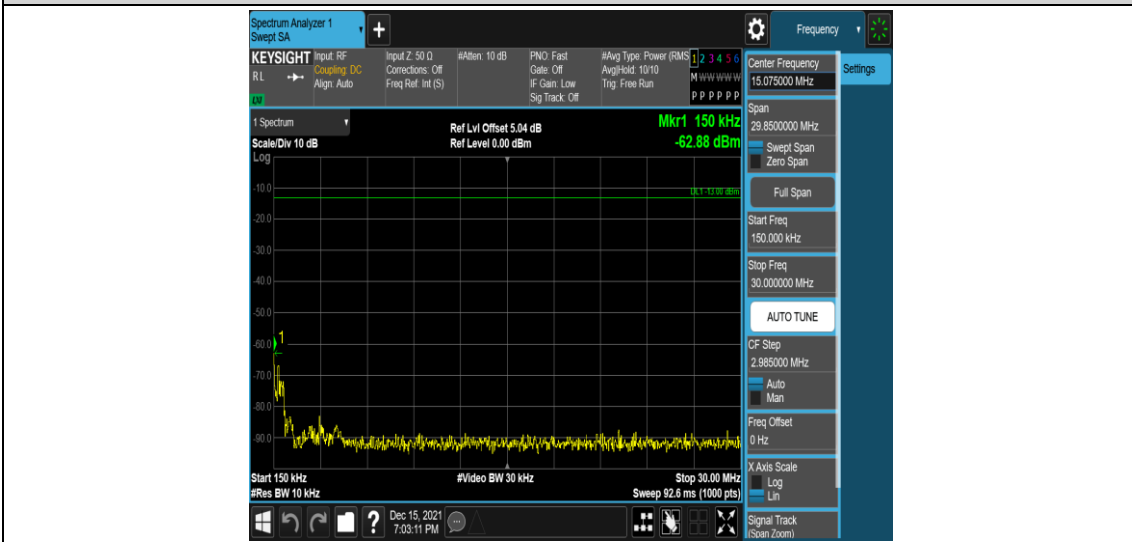 Spectrum Analyzer 1
Swept SA
+
Frequency
KEYSIGHT
R L
LXI
Input: RF
Coupling: DC
Align: Auto
Input Z: 50 Ω
Corrections: Off
Freq Ref: Int (S)
#Atten: 10 dB
PNO: Fast
Gate: Off
IF Gain: Low
Sig Track: Off
#Avg Type: Power (RMS
Avg|Hold: 10/10
Trig: Free Run
1 2 3 4 5 6
M W W W W W
P P P P P P
1 Spectrum
Scale/Div 10 dB
Log
Ref Lvl Offset 5.04 dB
Ref Level 0.00 dBm
Mkr1 150 kHz
-62.88 dBm
DL1 -13.00 dBm
-10.0
-20.0
-30.0
-40.0
-50.0
-60.0
-70.0
-80.0
-90.0
1
Start 150 kHz
#Res BW 10 kHz
#Video BW 30 kHz
Stop 30.00 MHz
Sweep 92.6 ms (1000 pts)
?
Dec 15, 2021
7:03:11 PM
Center Frequency
15.075000 MHz
Span
29.8500000 MHz
Swept Span
Zero Span
Full Span
Start Freq
150.000 kHz
Stop Freq
30.000000 MHz
AUTO TUNE
CF Step
2.985000 MHz
Auto
Man
Freq Offset
0 Hz
X Axis Scale
Log
Lin
Signal Track
(Span Zoom)
Settings